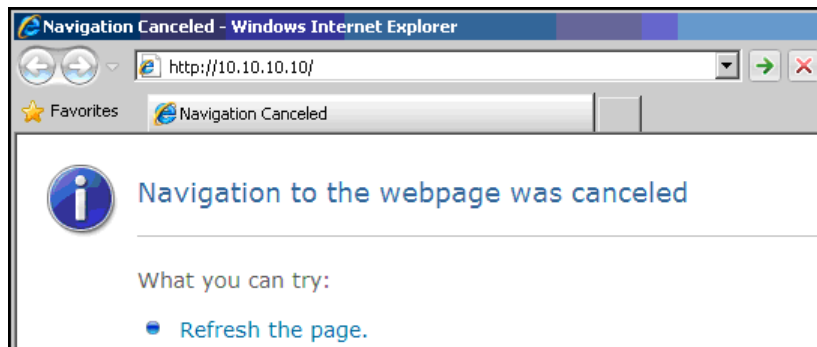 Navigation Canceled - Windows Internet Explorer
http://10.10.10.10/
Favorites
Navigation Canceled
Navigation to the webpage was canceled
What you can try:
Refresh the page.